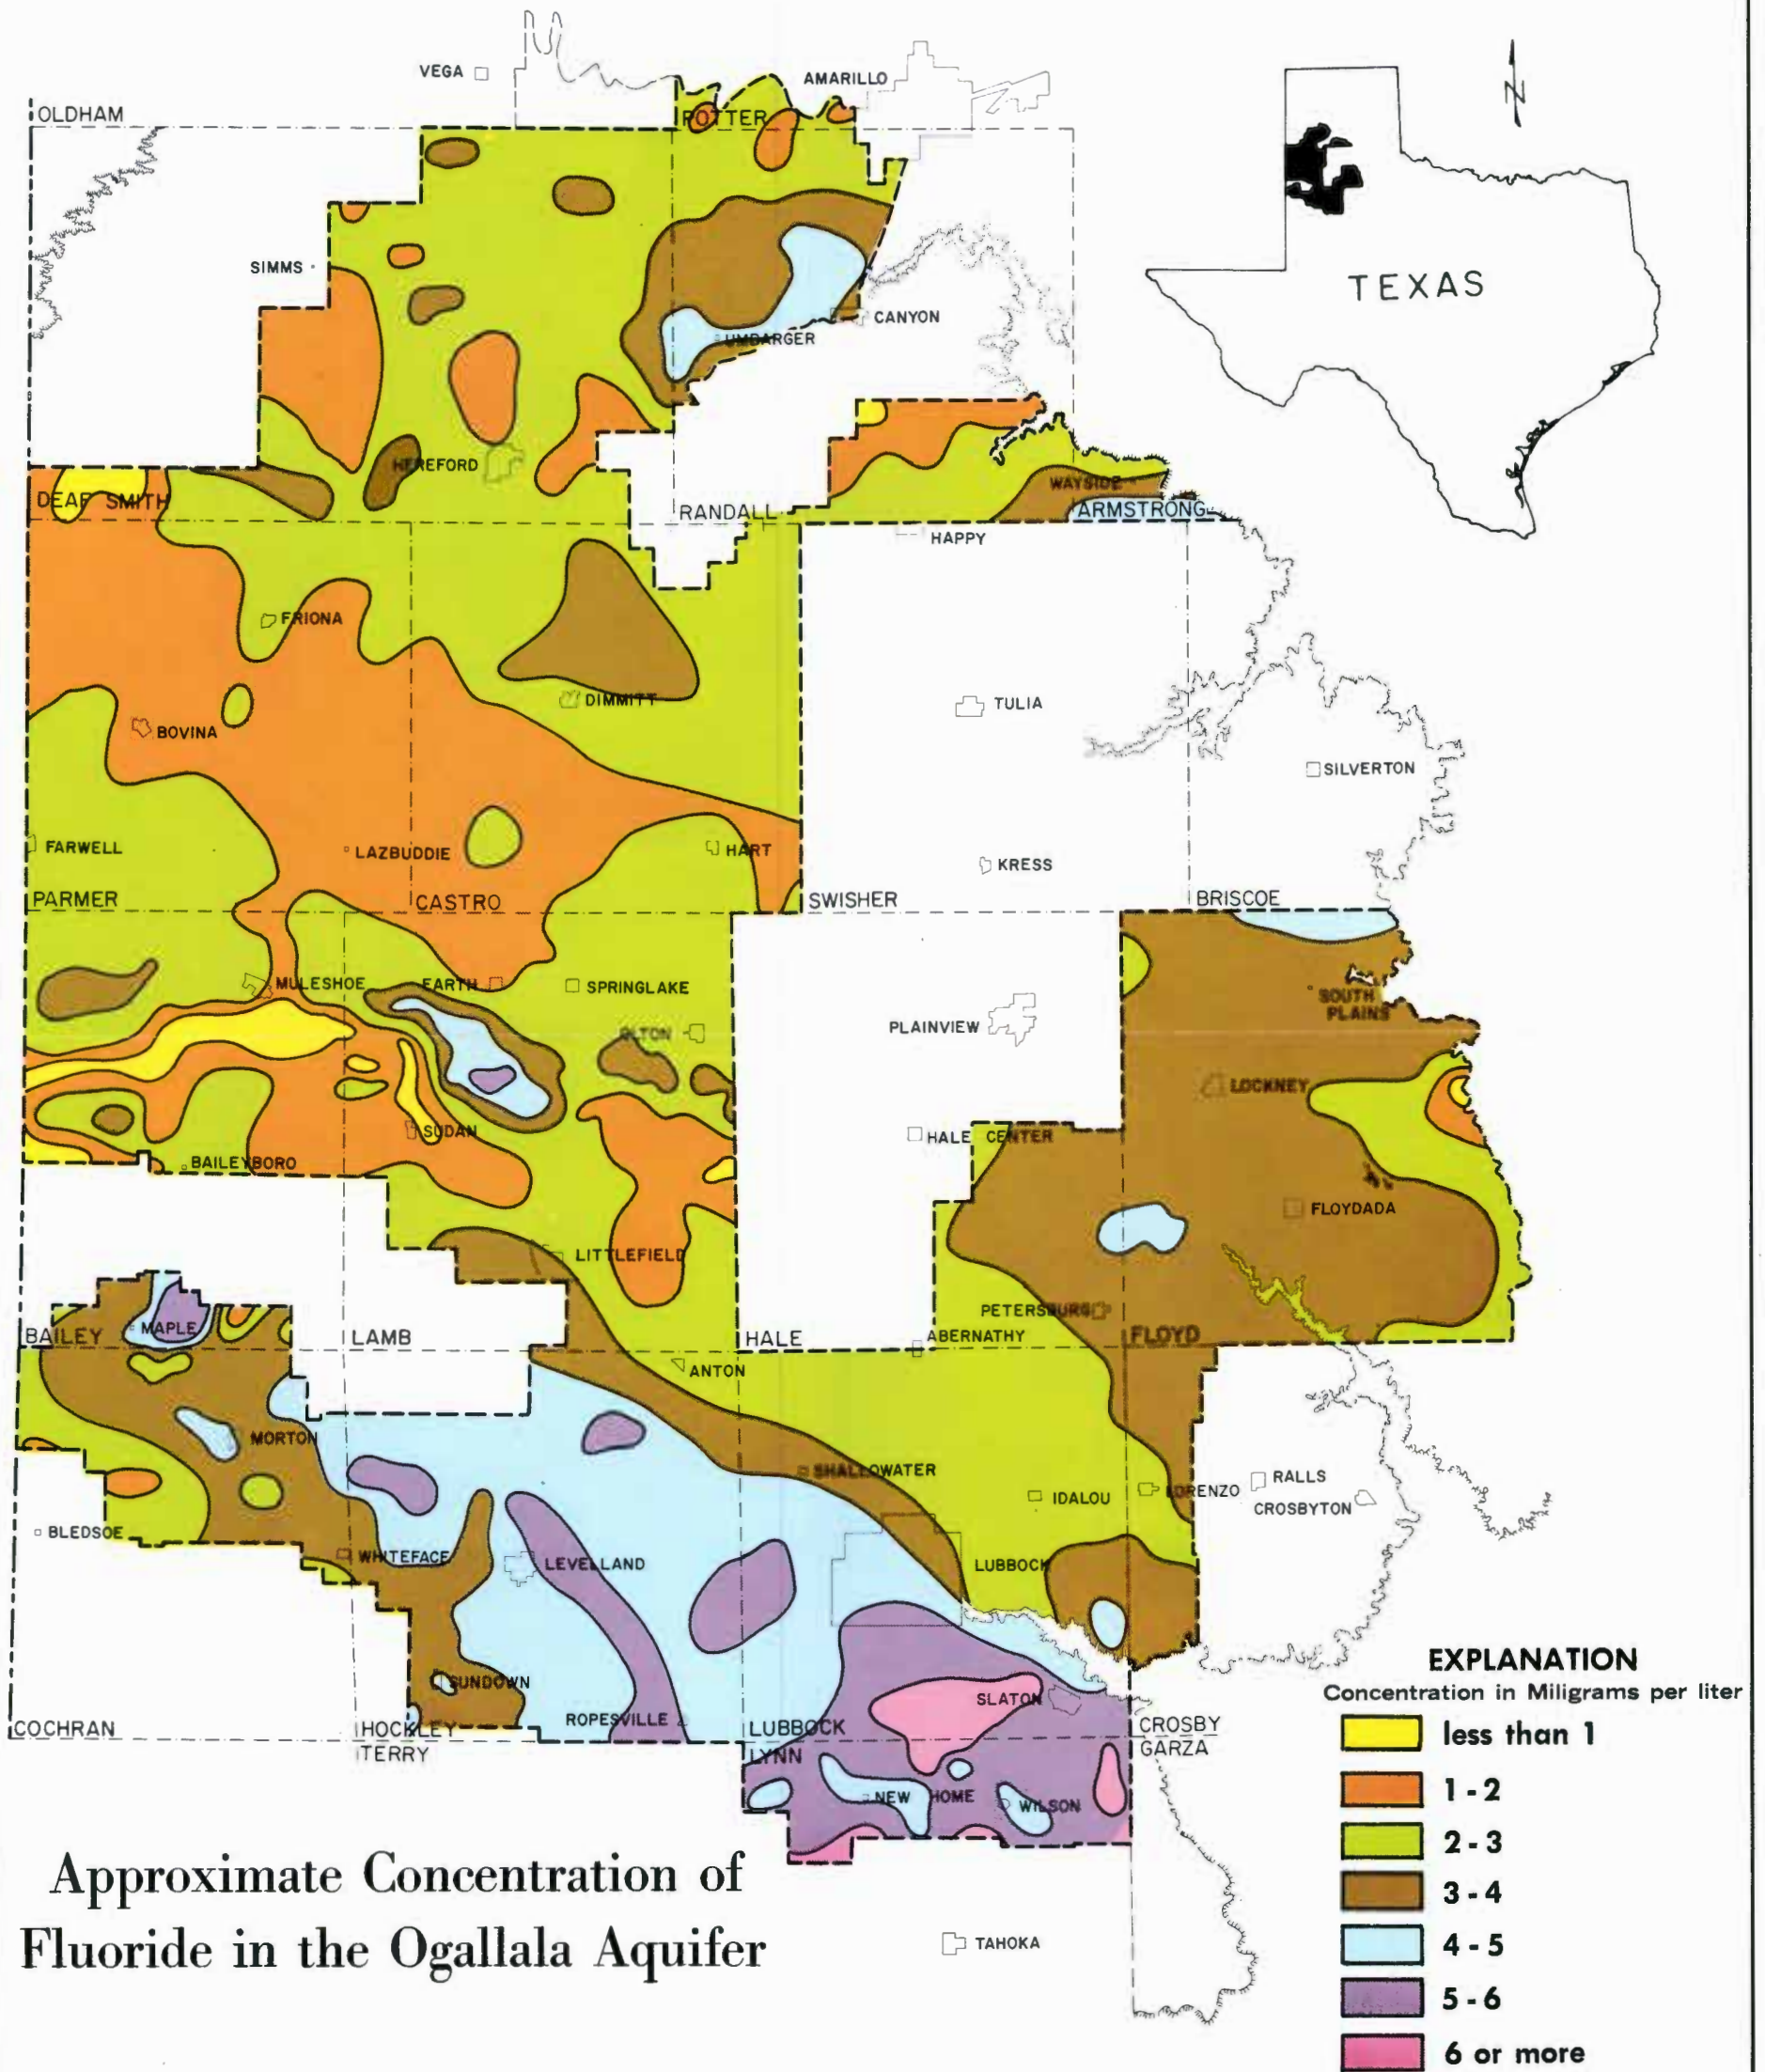 VEGA
AMARILLO
OLDHAM
POTTER
N
SIMMS
CANYON
TEXAS
UMBARGER
HEREFORD
WAYSIDE
DEAF SMITH
RANDALL
ARMSTRONG
HAPPY
FRIONA
DIMMITT
TULIA
BOVINA
SILVERTON
FARWELL
LAZBUDDIE
HART
KRESS
PARMER
CASTRO
SWISHER
BRISCOE
MULESHOE
EARTH
SPRINGLAKE
SOUTH
PLAINS
OLTON
PLAINVIEW
LOCKNEY
SUDAN
HALE CENTER
BAILEYBORO
FLOYDADA
LITTLEFIELD
PETERSBURG
MAPLE
BAILEY
LAMB
HALE
ABERNATHY
FLOYD
ANTON
MORTON
SHALLOWATER
IDALOU
LORENZO
RALLS
CROSBYTON
BLEDSOE
WHITEFACE
LEVELLAND
LUBBOCK
SUNDOWN
SLATON
ROPESVILLE
COCHRAN
HOCKLEY
LUBBOCK
CROSBY
TERRY
LYNN
GARZA
NEW HOME
WILSON
TAHOKA
Approximate Concentration of
Fluoride in the Ogallala Aquifer
EXPLANATION
Concentration in Miligrams per liter
less than 1
1 - 2
2 - 3
3 - 4
4 - 5
5 - 6
6 or more